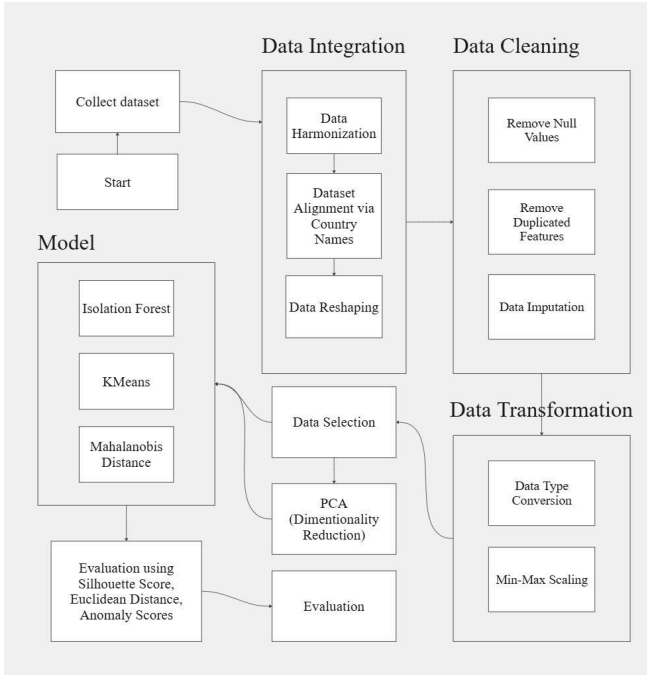 Data Integration
Data Cleaning
Collect dataset
Start
Data
Harmonization
Dataset
Alignment via
Country
Names
Data Reshaping
Remove Null
Values
Remove
Duplicated
Features
Data Imputation
Model
Isolation Forest
KMeans
Mahalanobis
Distance
Data Selection
PCA
(Dimentionality
Reduction)
Data Transformation
Data Type
Conversion
Min-Max Scaling
Evaluation using
Silhouette Score,
Euclidean Distance,
Anomaly Scores
Evaluation